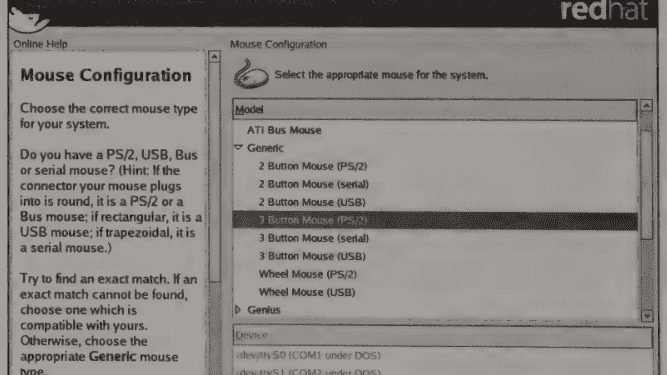 redhat
Online Help
Mouse Configuration
Mouse Configuration
Choose the correct mouse type
for your system.
Do you have a PS/2, USB, Bus
or serial mouse? (Hint: If the
connector your mouse plugs
into is round, it is a PS/2 or a
Bus mouse; if rectangular, it is a
USB mouse; if trapezoidal, it is
a serial mouse.)
Try to find an exact match. If an
exact match cannot be found,
choose one which is
compatible with yours.
Otherwise, choose the
appropriate Generic mouse
type.
Select the appropriate mouse for the system.
Model
ATI Bus Mouse
Generic
2 Button Mouse (PS/2)
2 Button Mouse (serial)
2 Button Mouse (USB)
3 Button Mouse (PS/2)
3 Button Mouse (serial)
3 Button Mouse (USB)
Wheel Mouse (PS/2)
Wheel Mouse (USB)
Genius
Device
/dev/ttyS0 (COM1 under DOS)
/dev/ttyS1 (COM2 under DOS)